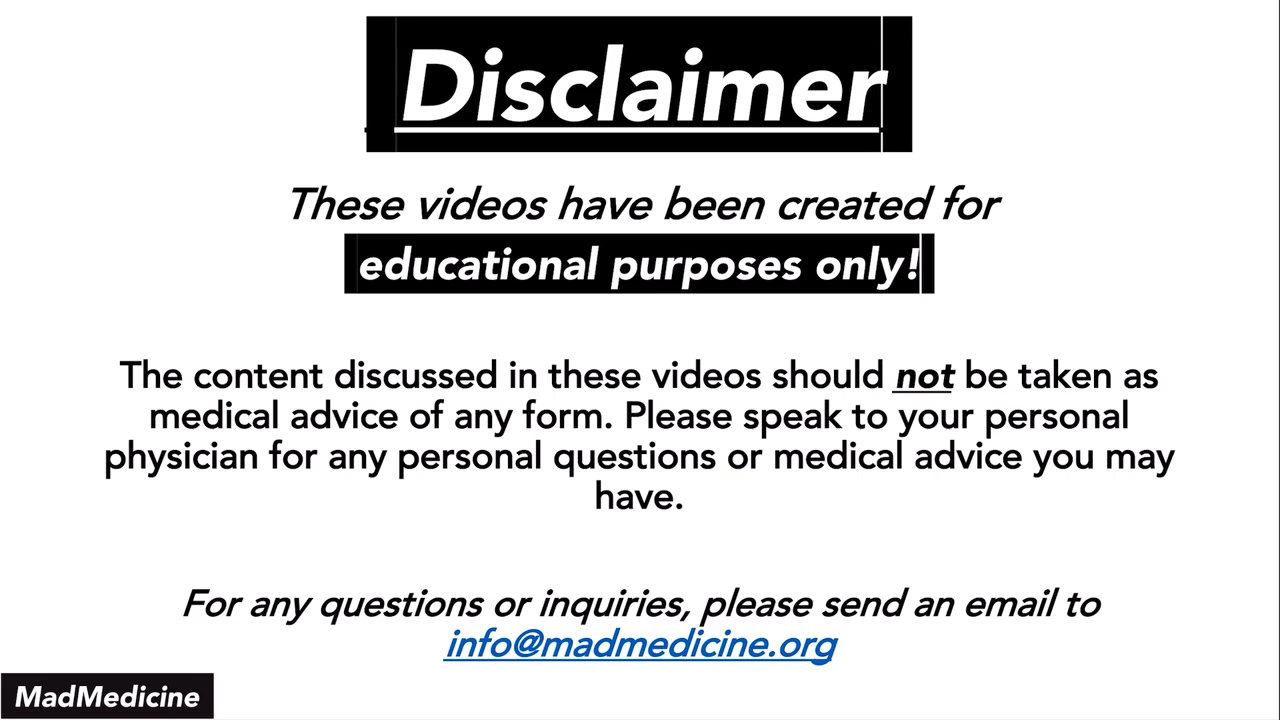 Disclaimer
These videos have been created for
educational purposes only!
The content discussed in these videos should not be taken as
medical advice of any form. Please speak to your personal
physician for any personal questions or medical advice you may
have.
For any questions or inquiries, please send an email to
info@madmedicine.org
MadMedicine